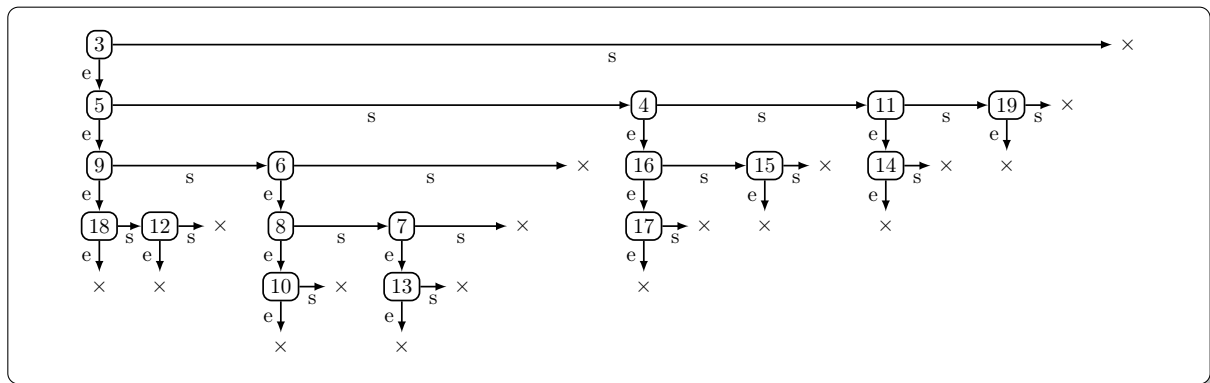 3 s ×
e
5 s 4 s 11 s 19 s ×
e e e e
9 s 6 s × 16 s 15 s × 14 s × ×
e e e e e
18 s 12 s × 8 s 7 s × 17 s × × ×
e e e e e
× × 10 s × 13 s × ×
e e
× ×